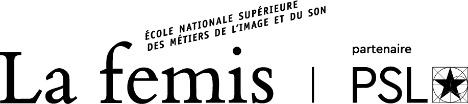 ÉCOLE NATIONALE SUPÉRIEURE
DES MÉTIERS DE L'IMAGE ET DU SON
La femis
partenaire
PSL